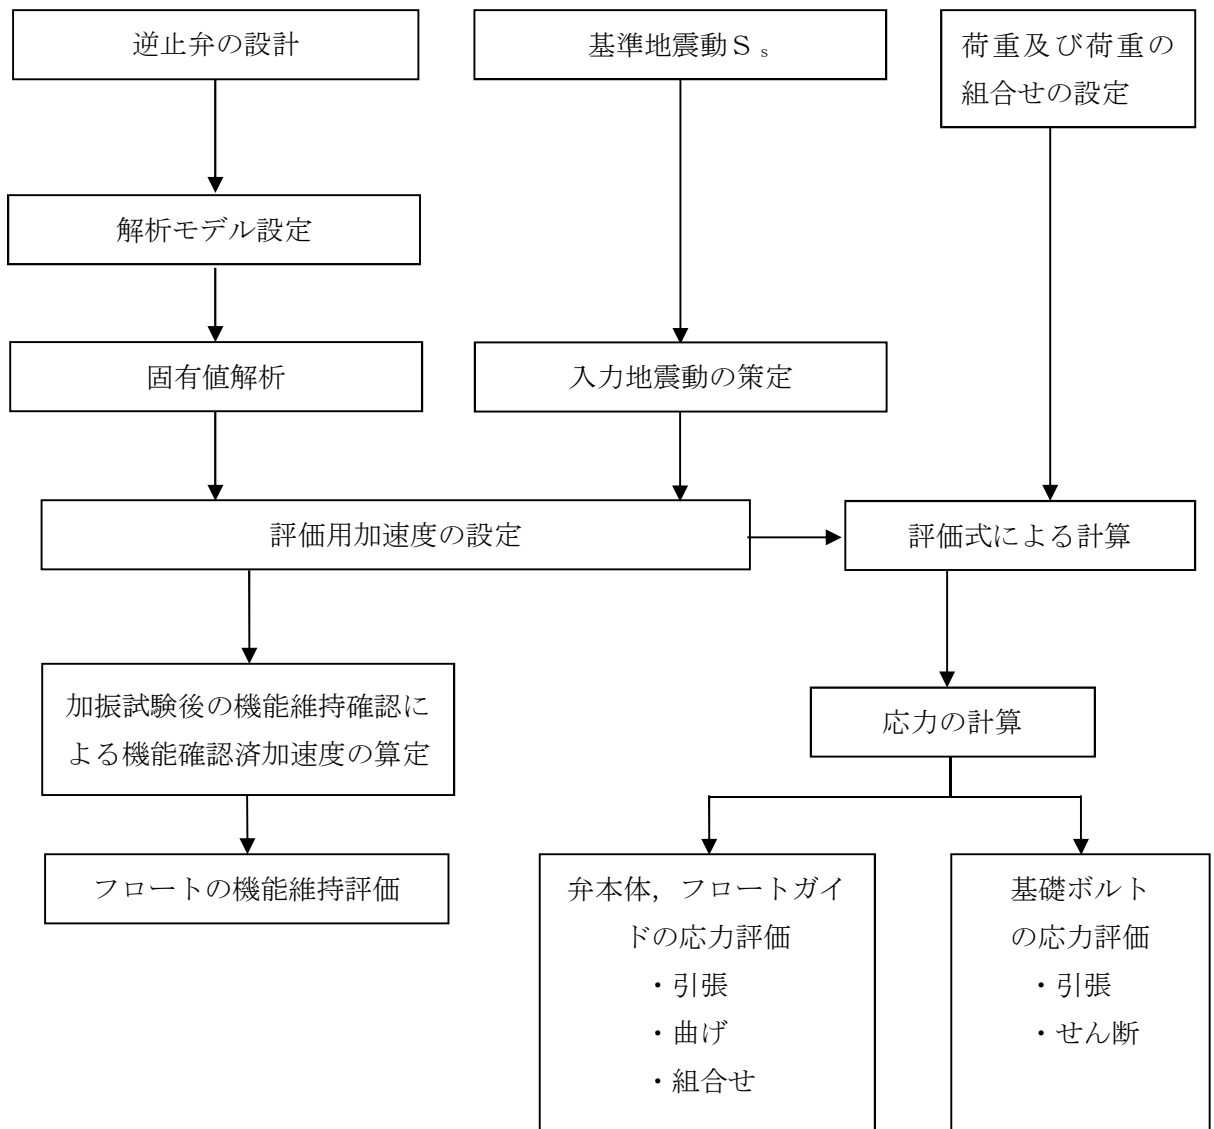 逆止弁の設計
基準地震動Ｓｓ
荷重及び荷重の
組合せの設定
解析モデル設定
固有値解析
入力地震動の策定
評価用加速度の設定
評価式による計算
加振試験後の機能維持確認に
よる機能確認済加速度の算定
応力の計算
フロートの機能維持評価
弁本体，フロートガイ
ドの応力評価
・引張
・曲げ
・組合せ
基礎ボルト
の応力評価
・引張
・せん断